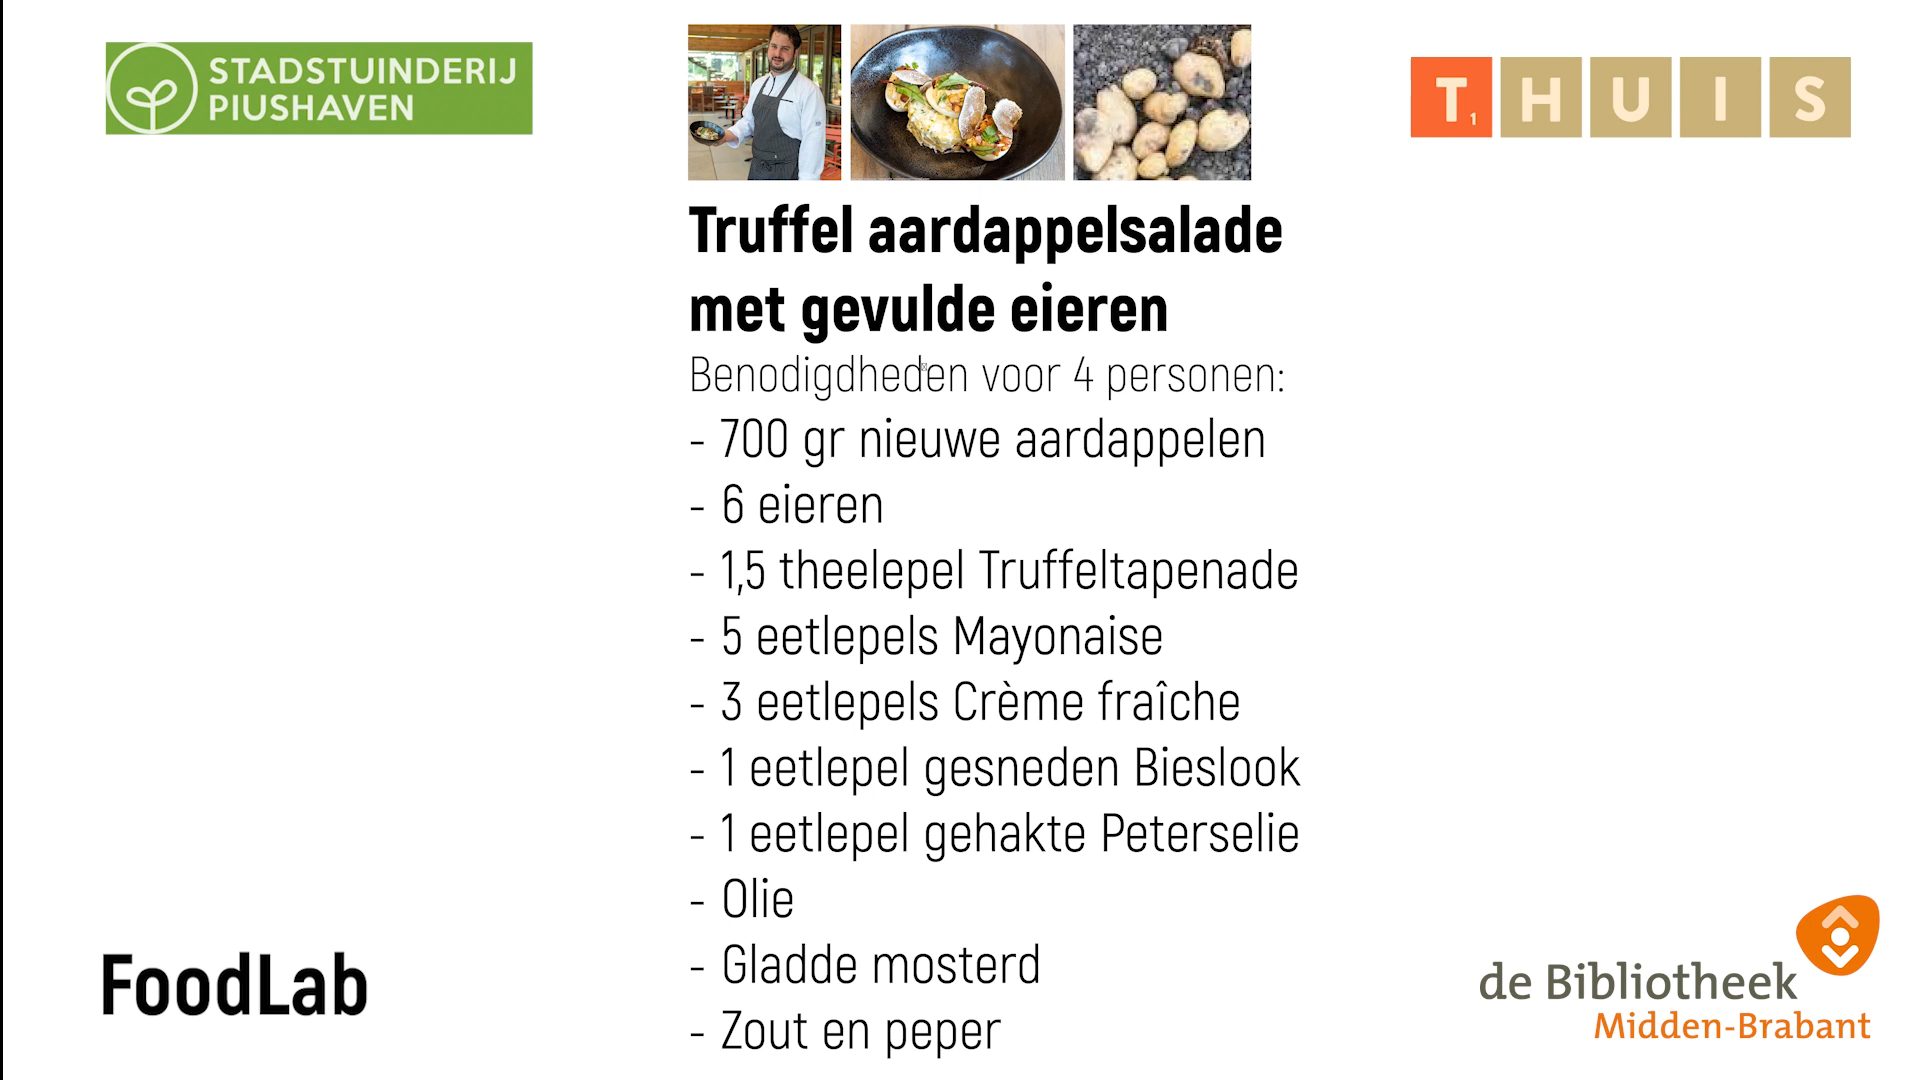 STADSTUINDERIJ
PIUSHAVEN
T1 H U I S
Truffel aardappelsalade
met gevulde eieren
Benodigdheden voor 4 personen:
- 700 gr nieuwe aardappelen
- 6 eieren
- 1,5 theelepel Truffeltapenade
- 5 eetlepels Mayonaise
- 3 eetlepels Crème fraîche
- 1 eetlepel gesneden Bieslook
- 1 eetlepel gehakte Peterselie
- Olie
- Gladde mosterd
- Zout en peper
FoodLab
de Bibliotheek
Midden-Brabant